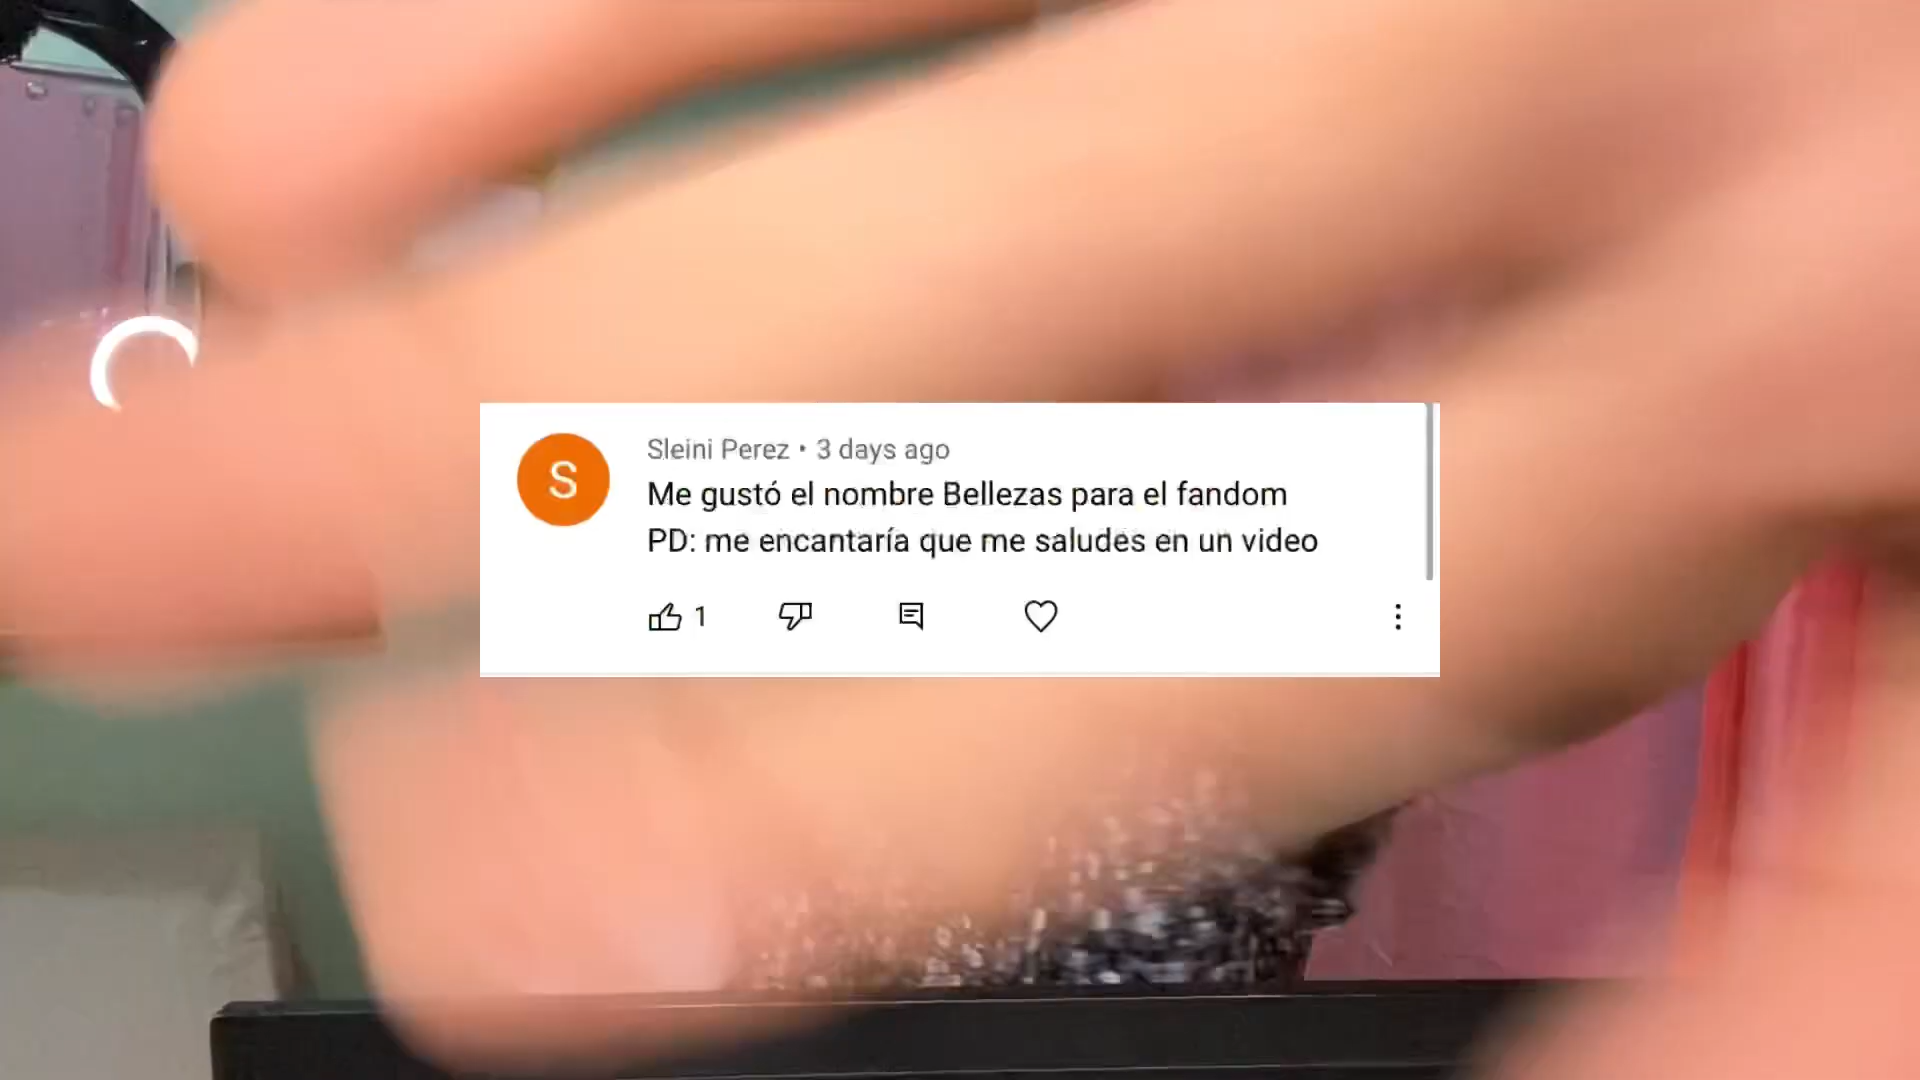 S
Sleini Perez • 3 days ago
Me gustó el nombre Bellezas para el fandom
PD: me encantaría que me saludes en un video
1